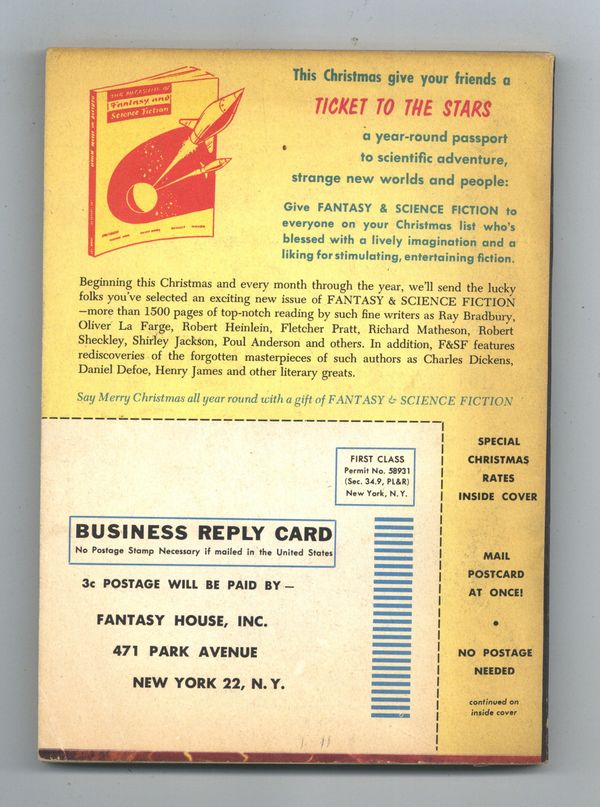 THE MAGAZINE OF
Fantasy and
Science Fiction
This Christmas give your friends a
TICKET TO THE STARS
a year-round passport
to scientific adventure,
strange new worlds and people:
Give FANTASY & SCIENCE FICTION to
everyone on your Christmas list who's
blessed with a lively imagination and a
liking for stimulating, entertaining fiction.
Beginning this Christmas and every month through the year, we'll send the lucky
folks you've selected an exciting new issue of FANTASY & SCIENCE FICTION
—more than 1500 pages of top-notch reading by such fine writers as Ray Bradbury,
Oliver La Farge, Robert Heinlein, Fletcher Pratt, Richard Matheson, Robert
Sheckley, Shirley Jackson, Poul Anderson and others. In addition, F&SF features
rediscoveries of the forgotten masterpieces of such authors as Charles Dickens,
Daniel Defoe, Henry James and other literary greats.
Say Merry Christmas all year round with a gift of FANTASY & SCIENCE FICTION
FIRST CLASS
Permit No. 58931
(Sec. 34.9, PL&R)
New York, N. Y.
BUSINESS REPLY CARD
No Postage Stamp Necessary if mailed in the United States
3c POSTAGE WILL BE PAID BY —
FANTASY HOUSE, INC.
471 PARK AVENUE
NEW YORK 22, N. Y.
SPECIAL
CHRISTMAS
RATES
INSIDE COVER
MAIL
POSTCARD
AT ONCE!
•
NO POSTAGE
NEEDED
continued on
inside cover